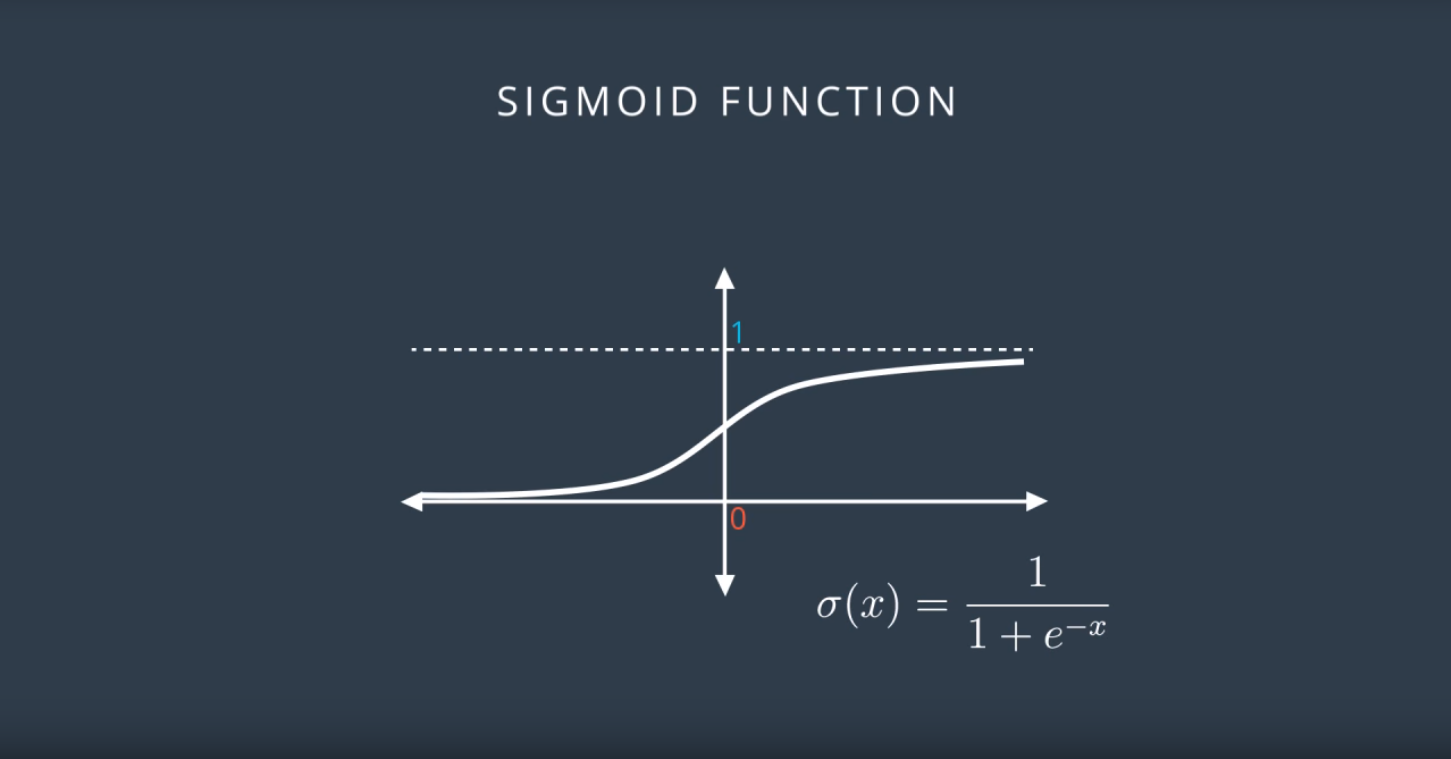 SIGMOID FUNCTION
1
0
σ(x) = 1 / (1 + e^{-x})